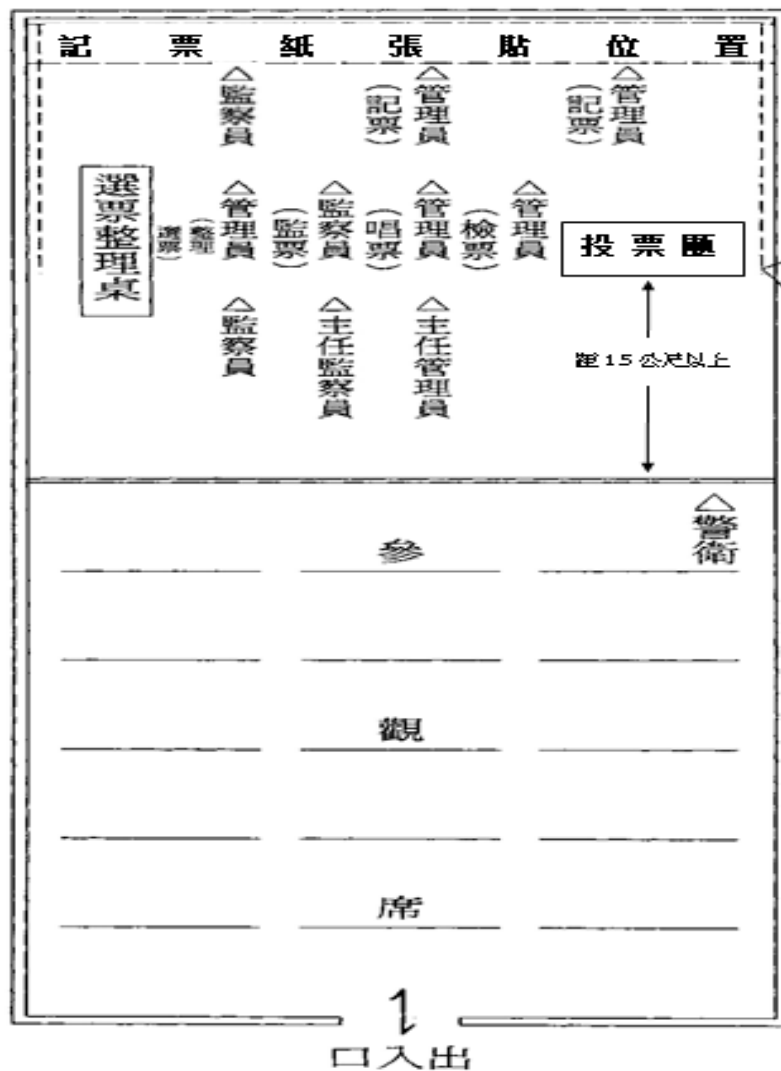 記票紙張貼位置
△管理員
(記票)
△管理員
(記票)
△監察員
投票匭
△管理員
(檢票)
△管理員
(唱票)
△監察員
(監票)
△管理員
(整理
選票)
選票整理桌
△主任管理員
△主任監察員
△監察員
距15公尺以上
△警衛
參
觀
席
出入口